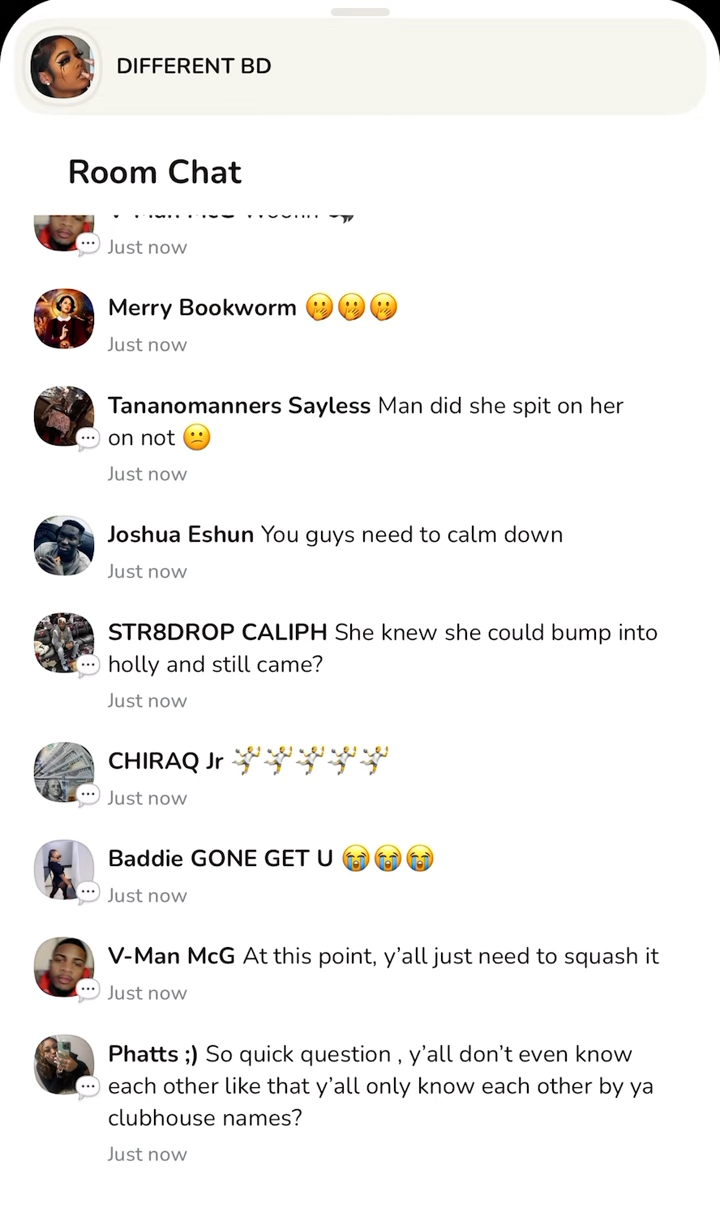 DIFFERENT BD
Room Chat
Just now
Merry Bookworm 🤭🤭🤭
Just now
Tananomanners Sayless Man did she spit on her
on not 😕
Just now
Joshua Eshun You guys need to calm down
Just now
STR8DROP CALIPH She knew she could bump into
holly and still came?
Just now
CHIRAQ Jr 🤾🤾🤾🤾🤾
Just now
Baddie GONE GET U 😭😭😭
Just now
V-Man McG At this point, y’all just need to squash it
Just now
Phatts ;) So quick question , y’all don’t even know
each other like that y’all only know each other by ya
clubhouse names?
Just now